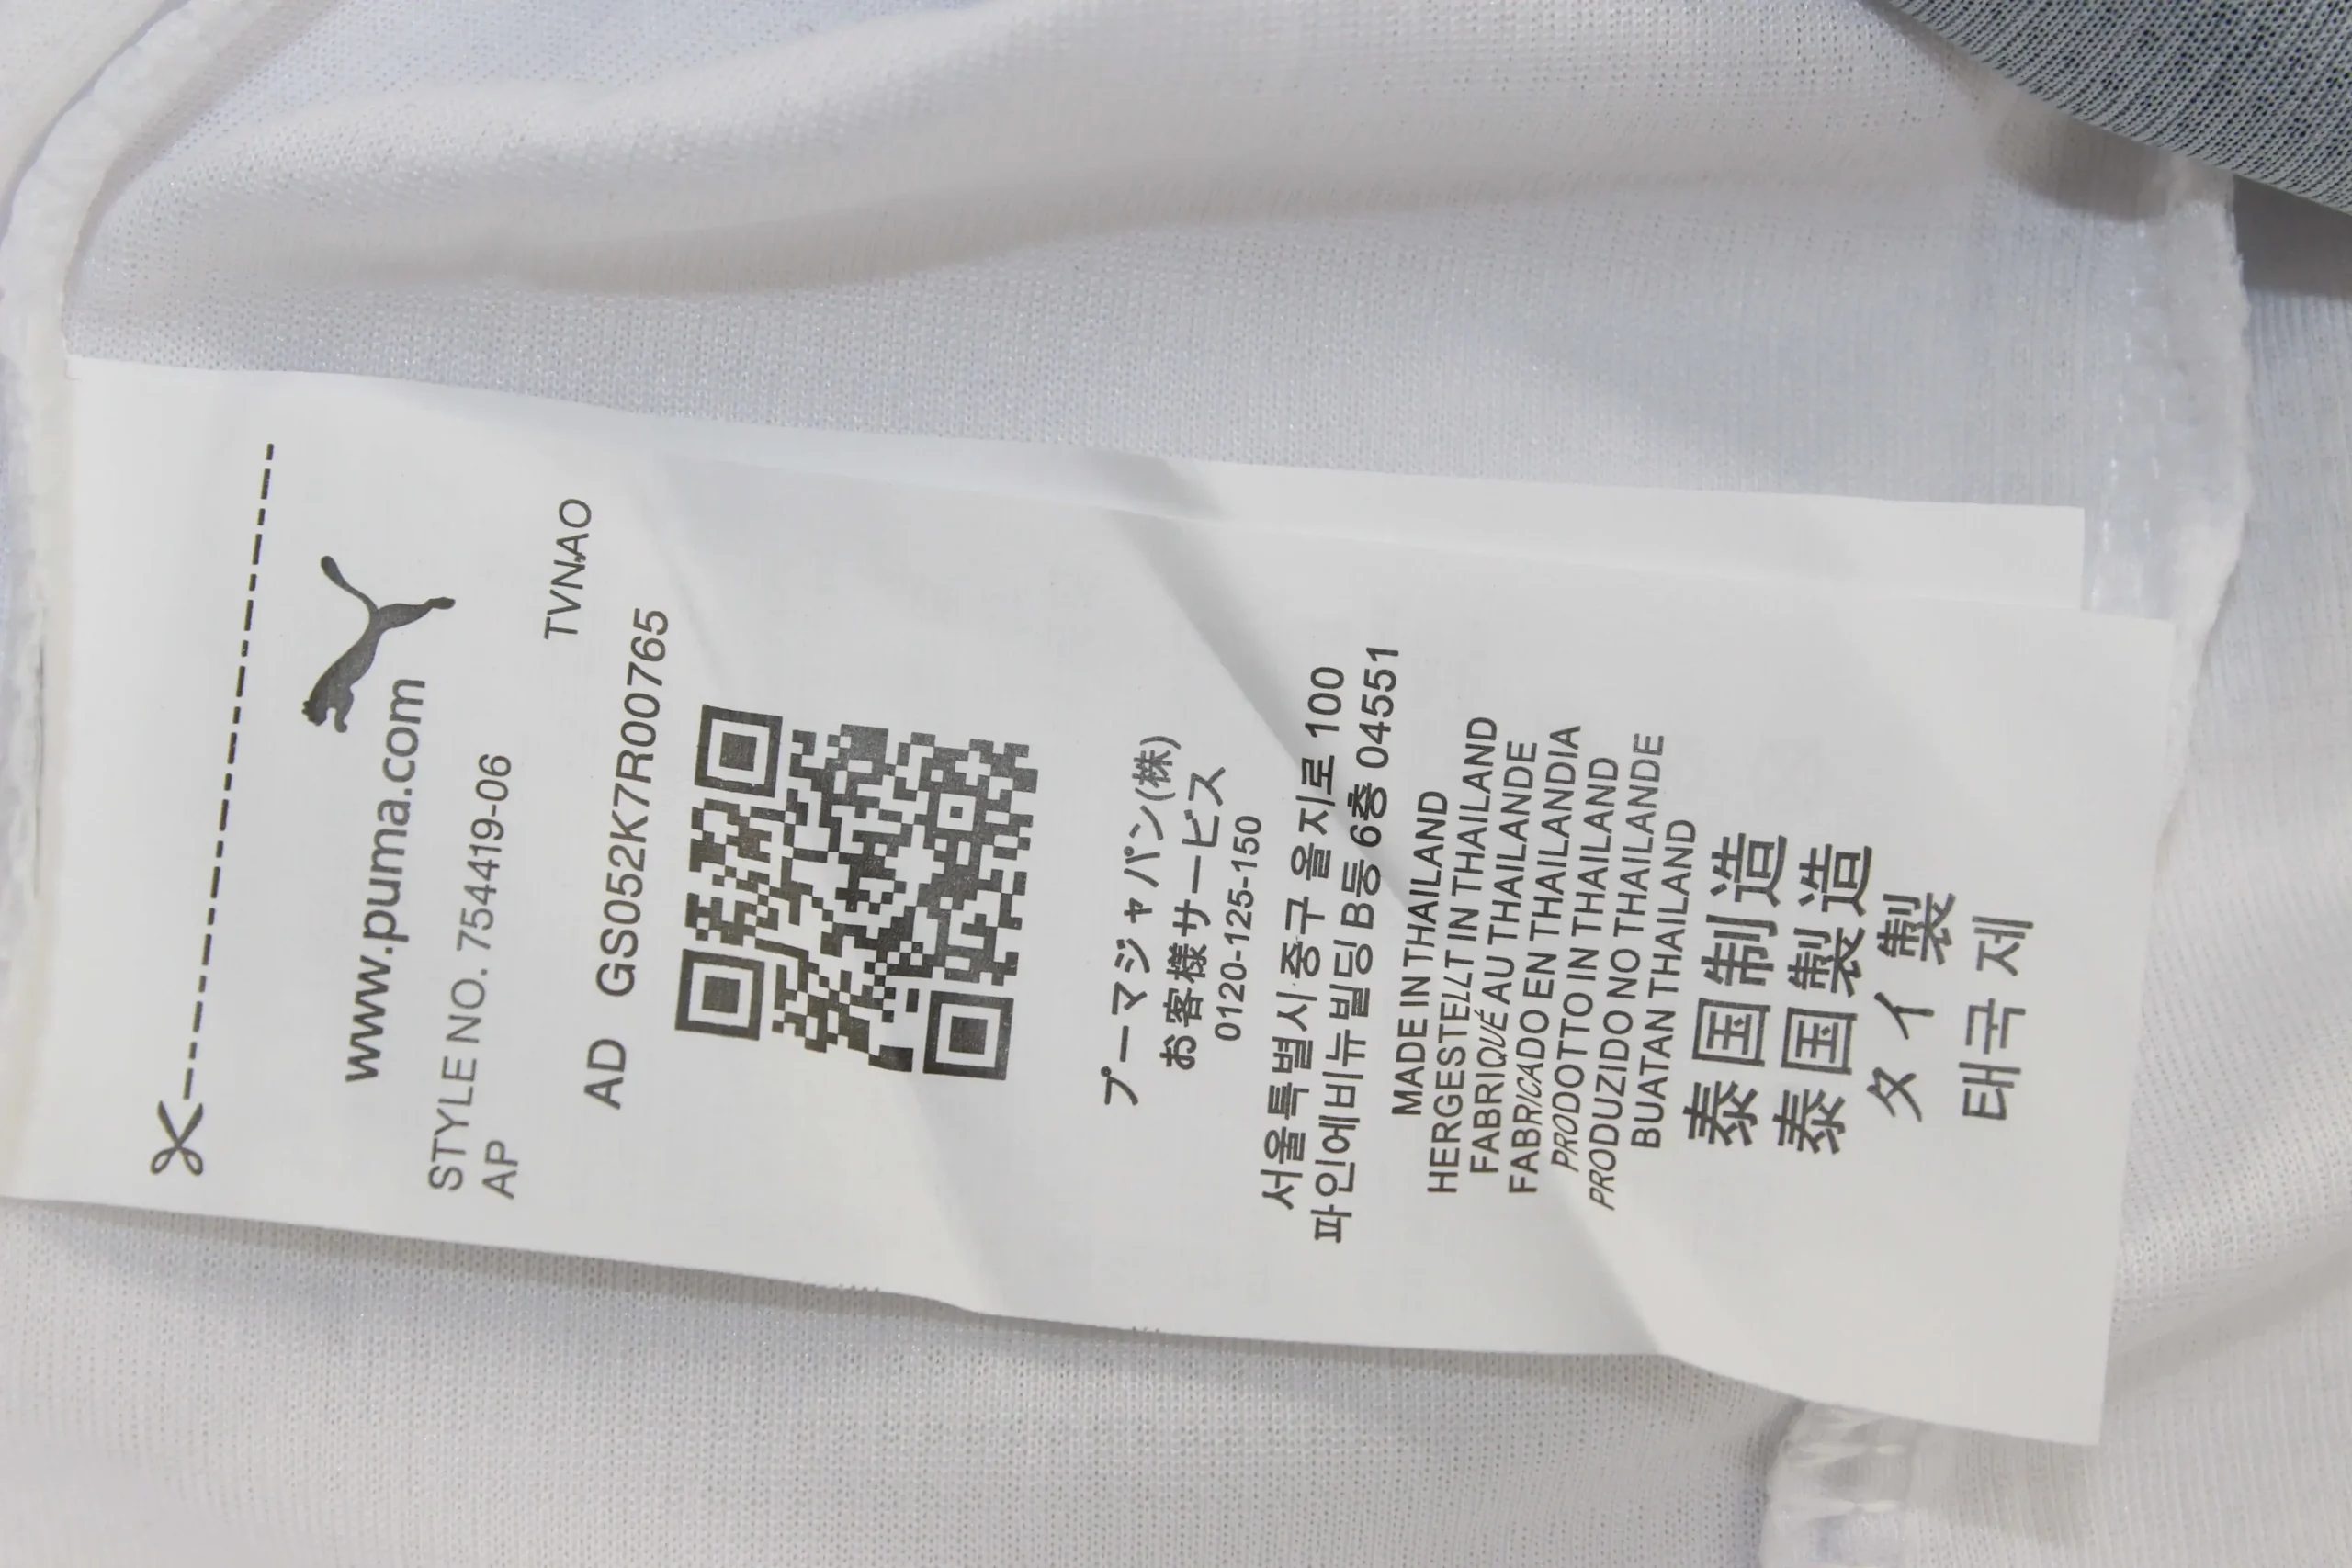 www.puma.com
STYLE NO. 754419-06
AP
TVNAO
AD GS052K7R00765
プーマジャパン(株)
お客様サービス
0120-125-150
서울특별시 중구 을지로 100
파인에비뉴빌딩 B동 6층 04551
MADE IN THAILAND
HERGESTELLT IN THAILAND
FABRIQUÉ AU THAILANDE
FABRICADO EN THAILANDIA
PRODOTTO IN THAILAND
PRODUZIDO NO THAILANDE
BUATAN THAILAND
泰国制造
泰国製造
タイ製
태국 제